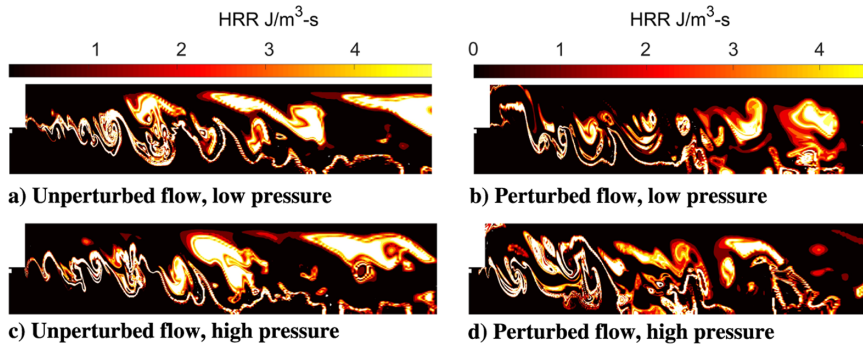 HRR J/m³-s
HRR J/m³-s
1 2 3 4
0 1 2 3 4
a) Unperturbed flow, low pressure
b) Perturbed flow, low pressure
c) Unperturbed flow, high pressure
d) Perturbed flow, high pressure